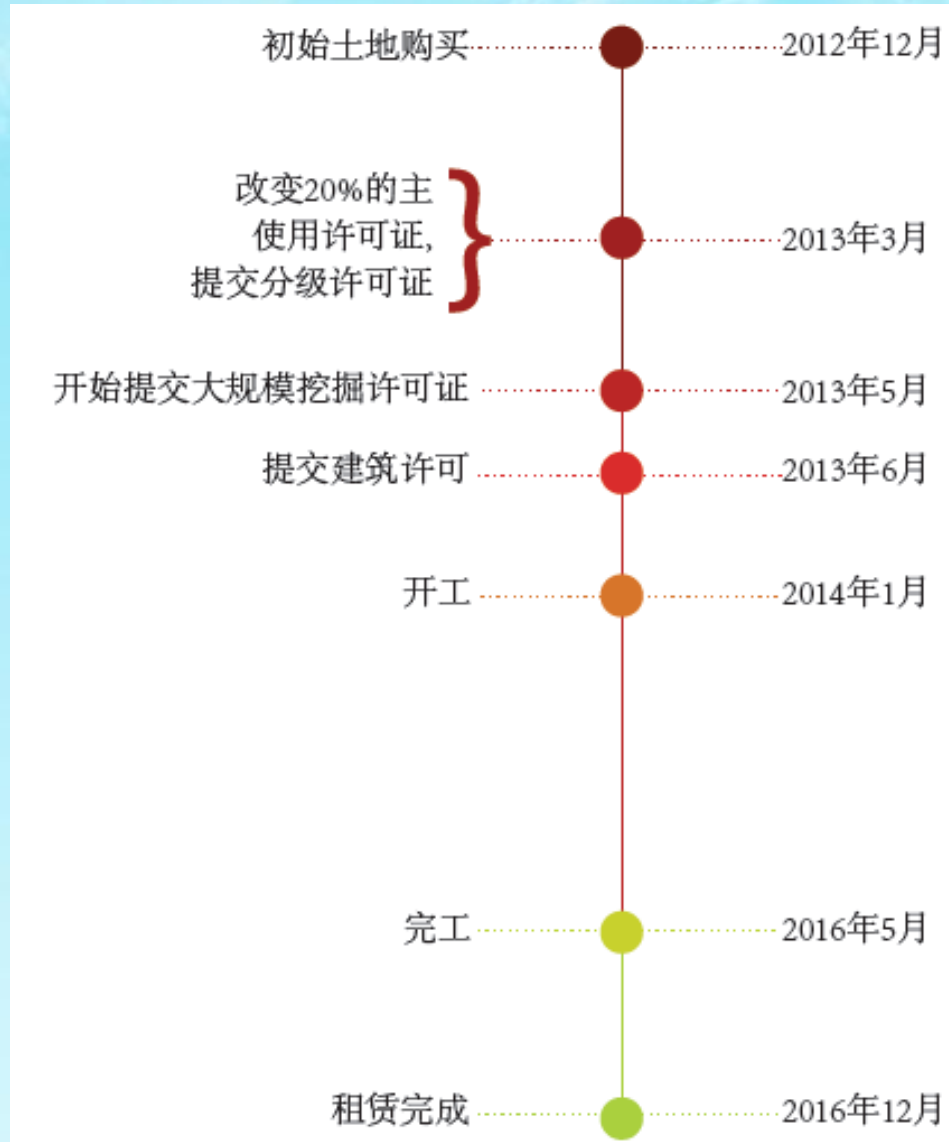 初始土地购买 2012年12月
改变20%的主
使用许可证, 2013年3月
提交分级许可证
开始提交大规模挖掘许可证 2013年5月
提交建筑许可 2013年6月
开工 2014年1月
完工 2016年5月
租赁完成 2016年12月